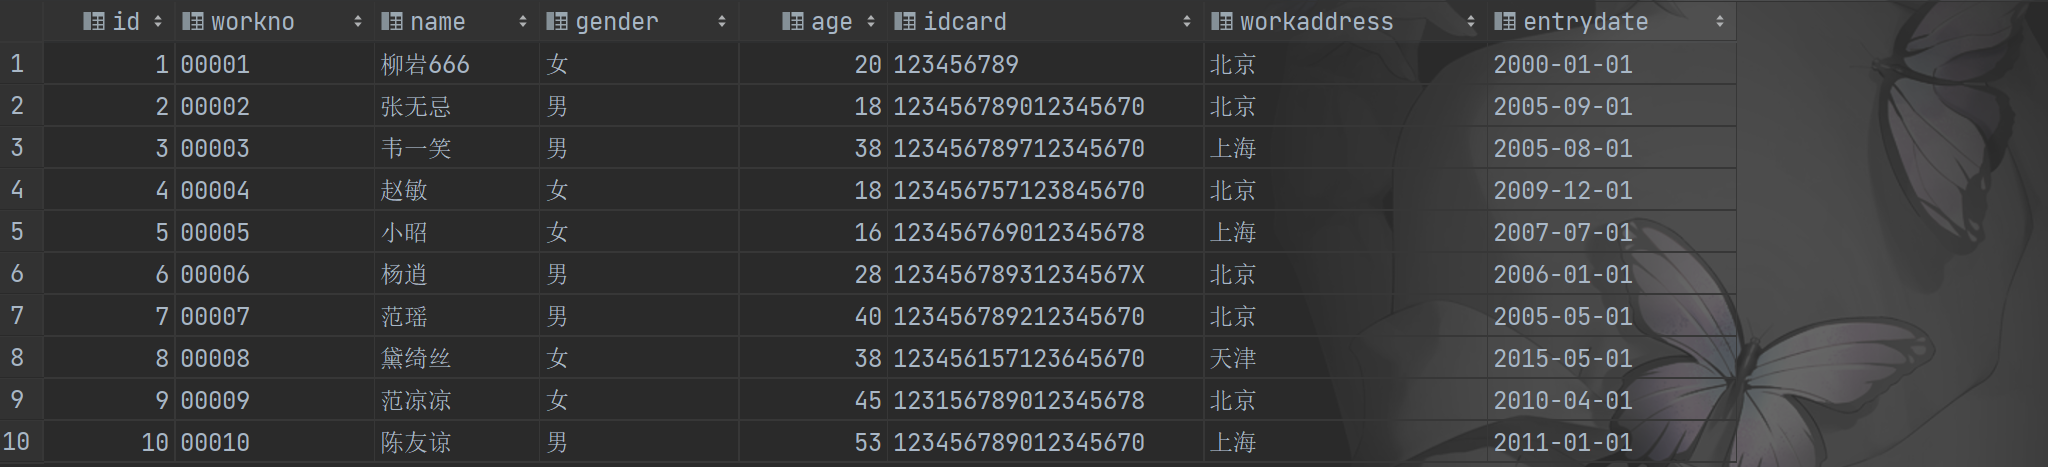 id workno name gender age idcard workaddress entrydate
1 1 00001 柳岩666 女 20 123456789 北京 2000-01-01
2 2 00002 张无忌 男 18 123456789012345670 北京 2005-09-01
3 3 00003 韦一笑 男 38 123456789712345670 上海 2005-08-01
4 4 00004 赵敏 女 18 123456757123845670 北京 2009-12-01
5 5 00005 小昭 女 16 123456769012345678 上海 2007-07-01
6 6 00006 杨逍 男 28 12345678931234567X 北京 2006-01-01
7 7 00007 范瑶 男 40 123456789212345670 北京 2005-05-01
8 8 00008 黛绮丝 女 38 123456157123645670 天津 2015-05-01
9 9 00009 范凉凉 女 45 123156789012345678 北京 2010-04-01
10 10 00010 陈友谅 男 53 123456789012345670 上海 2011-01-01